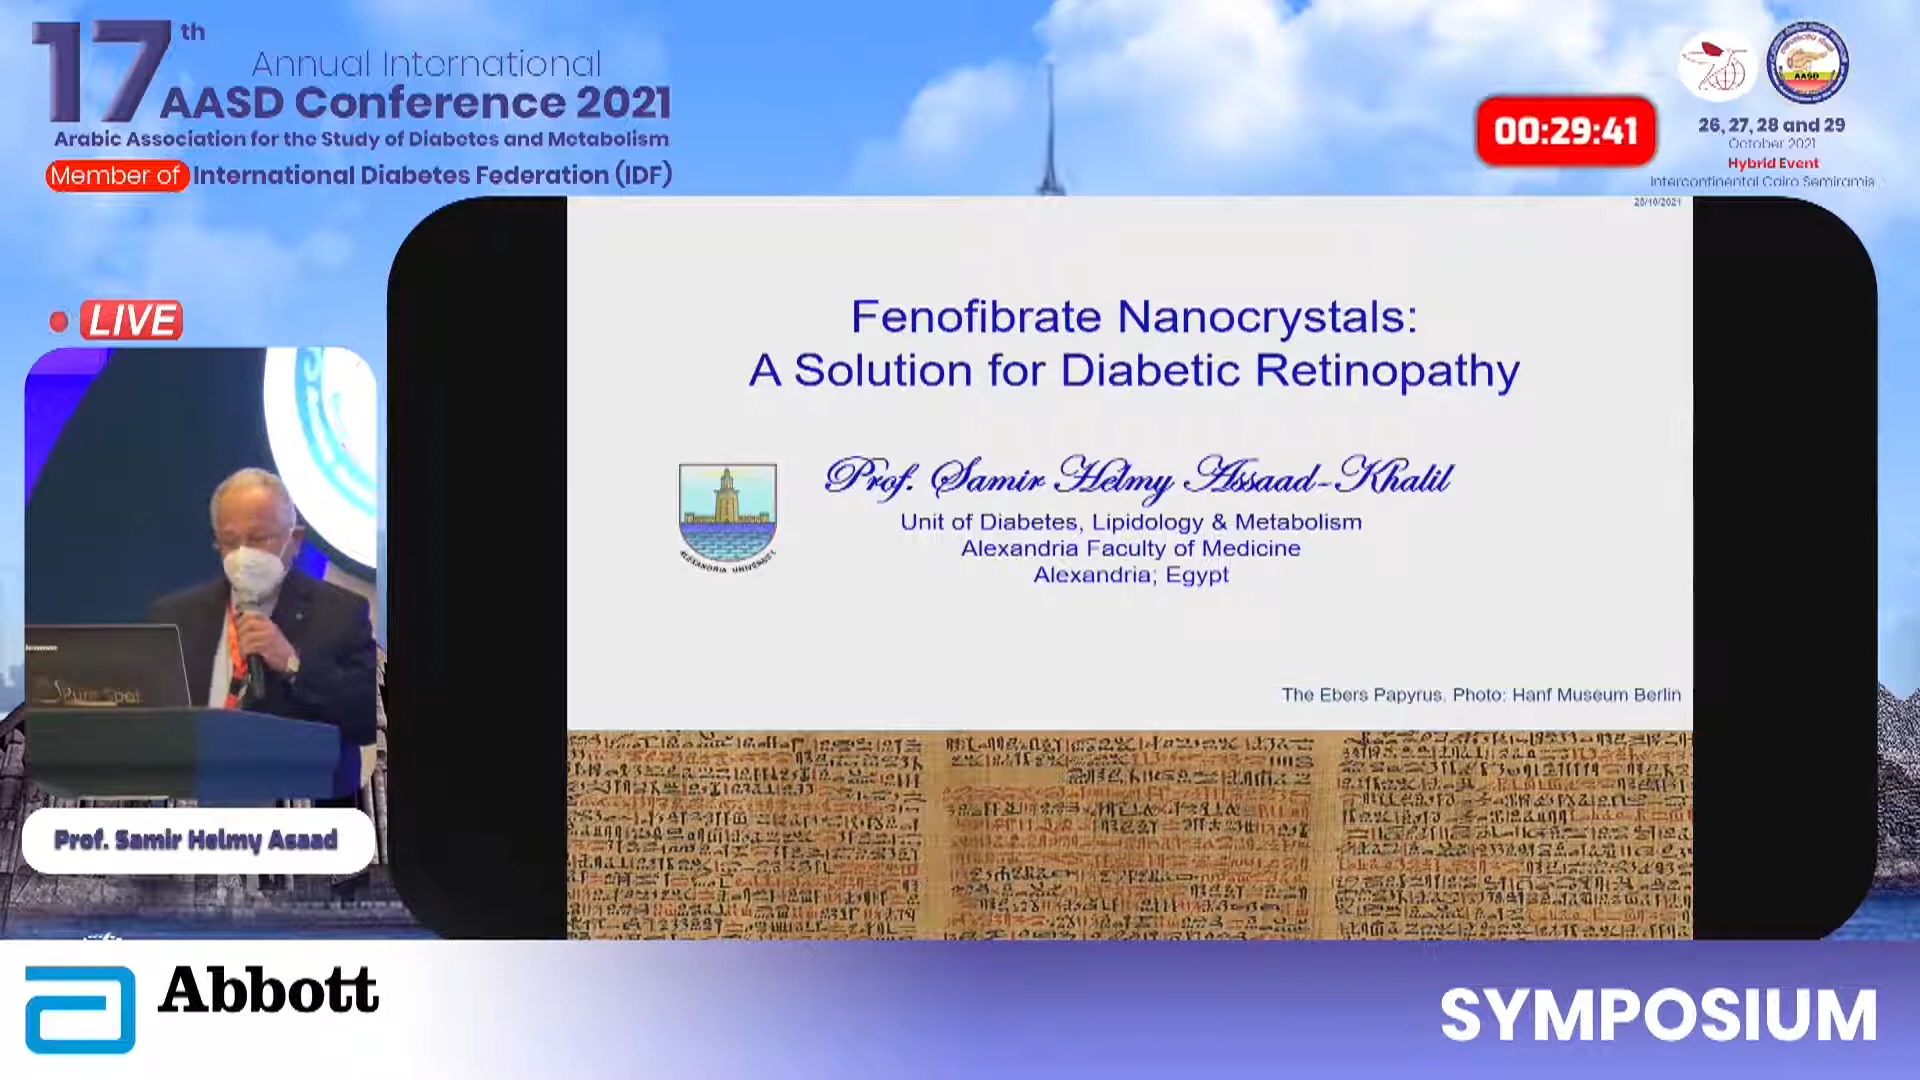 17th
Annual International
AASD Conference 2021
Arabic Association for the Study of Diabetes and Metabolism
Member of International Diabetes Federation (IDF)
00:29:41
AASD
26, 27, 28 and 29
October 2021
Hybrid Event
Intercontinental Cairo Semiramis
LIVE
Prof. Samir Helmy Asaad
Fenofibrate Nanocrystals:
A Solution for Diabetic Retinopathy
Prof. Samir Helmy Assaad-Khalil
Unit of Diabetes, Lipidology & Metabolism
Alexandria Faculty of Medicine
Alexandria; Egypt
ALEXANDRIA UNIVERSITY
The Ebers Papyrus. Photo: Hanf Museum Berlin
Abbott
SYMPOSIUM